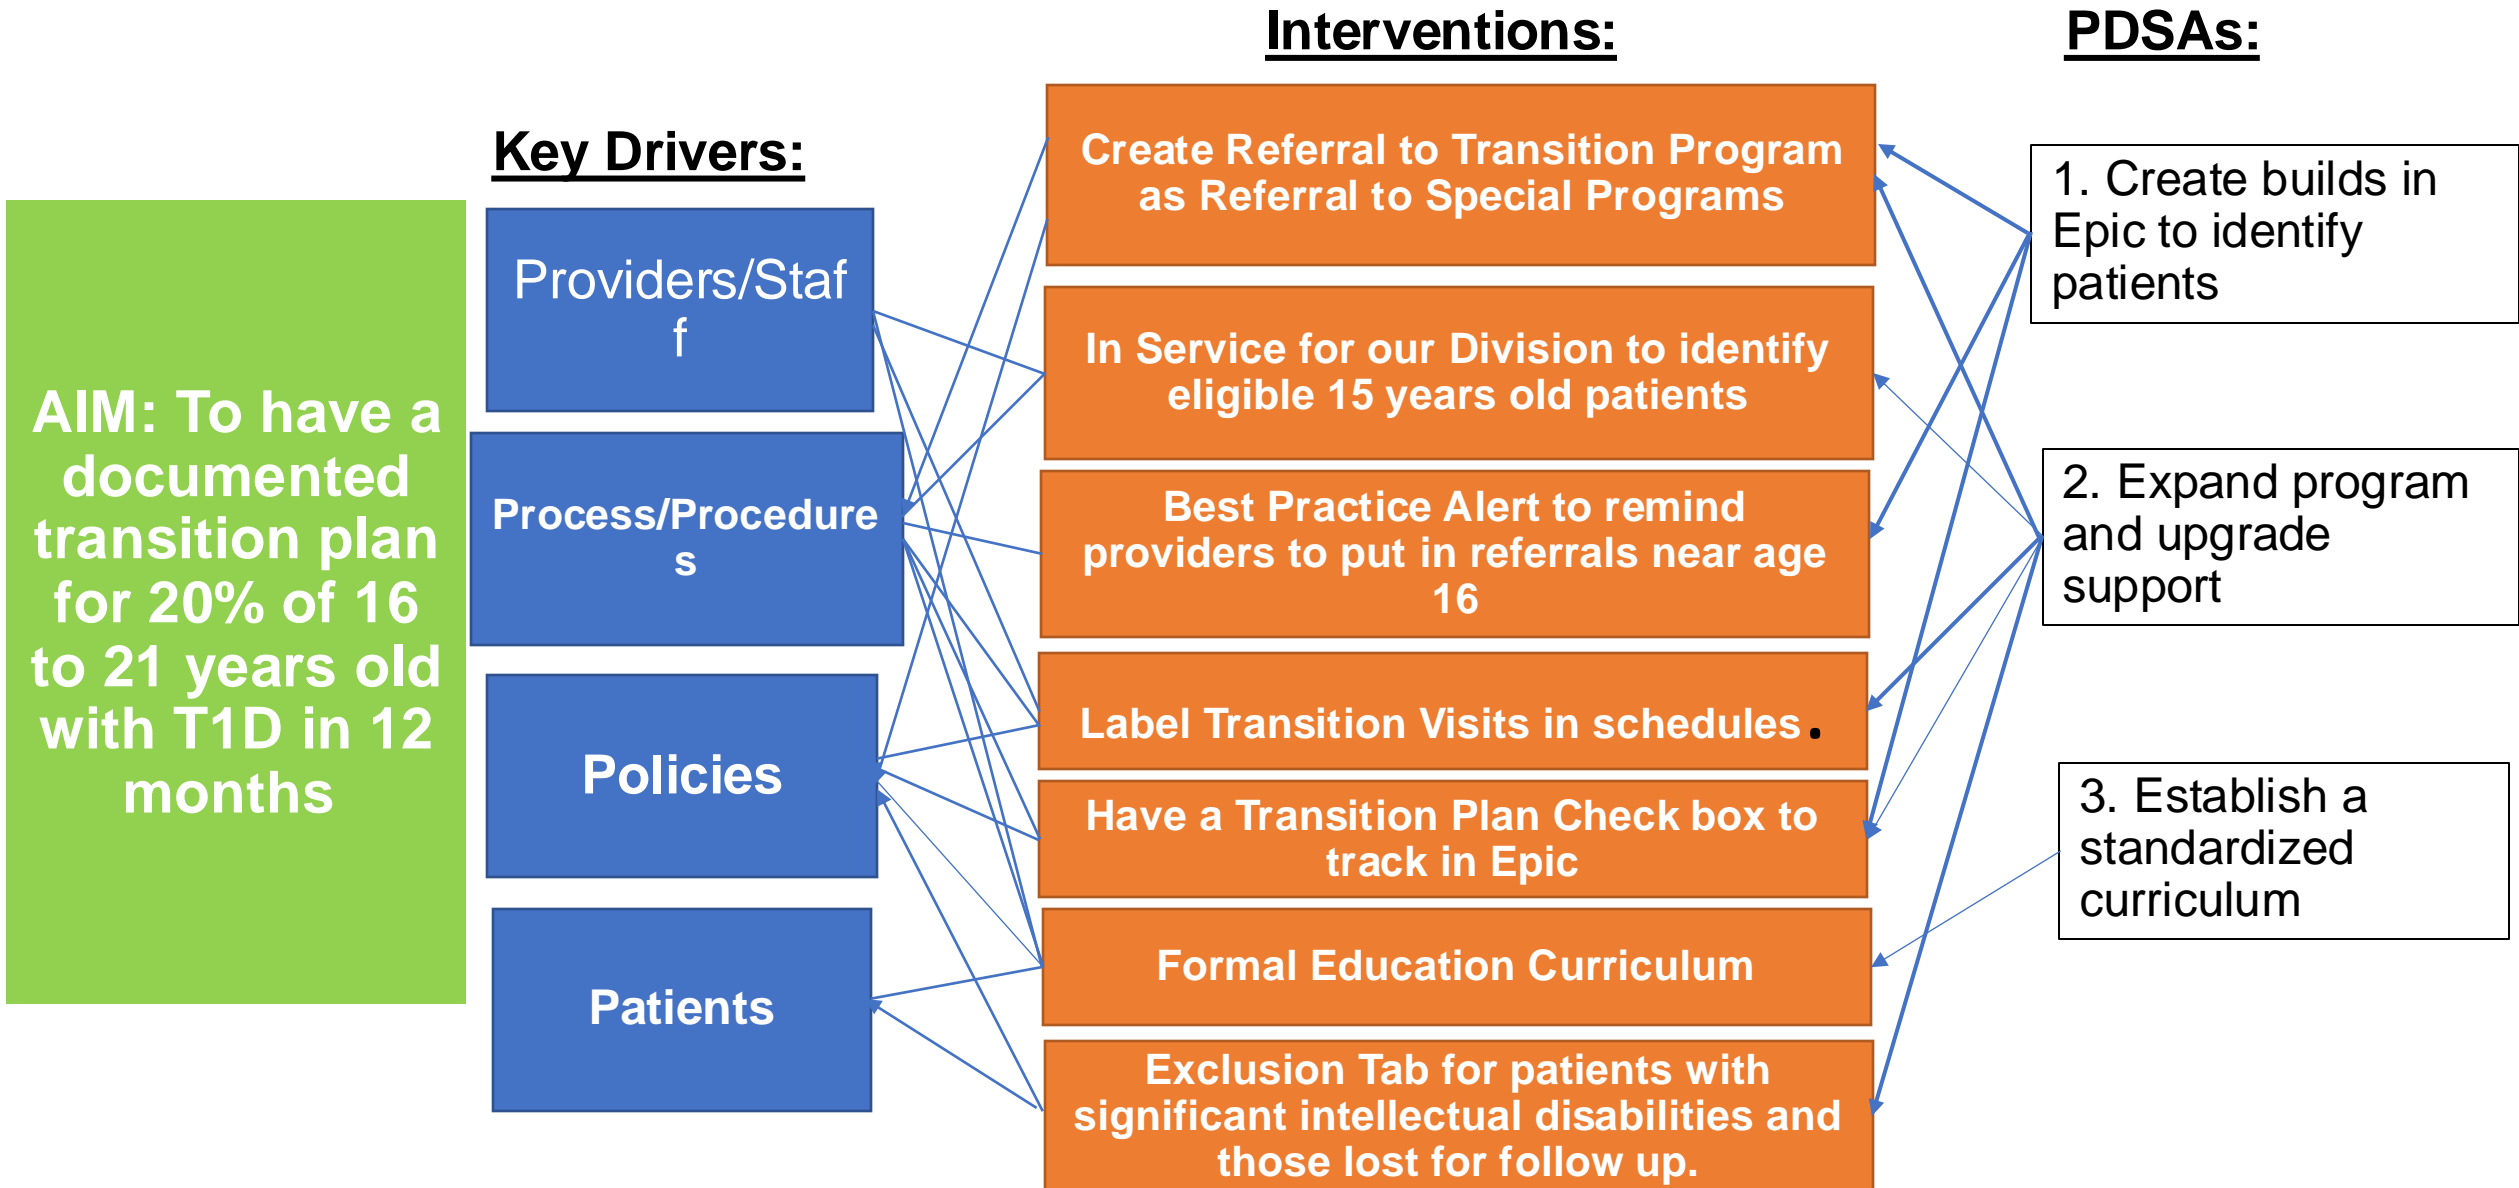 AIM: To have a
documented
transition plan
for 20% of 16
to 21 years old
with T1D in 12
months
Key Drivers:
Providers/Staf
f
Process/Procedure
s
Policies
Patients
Interventions:
Create Referral to Transition Program
as Referral to Special Programs
In Service for our Division to identify
eligible 15 years old patients
Best Practice Alert to remind
providers to put in referrals near age
16
Label Transition Visits in schedules.
Have a Transition Plan Check box to
track in Epic
Formal Education Curriculum
Exclusion Tab for patients with
significant intellectual disabilities and
those lost for follow up.
PDSAs:
1. Create builds in
Epic to identify
patients
2. Expand program
and upgrade
support
3. Establish a
standardized
curriculum